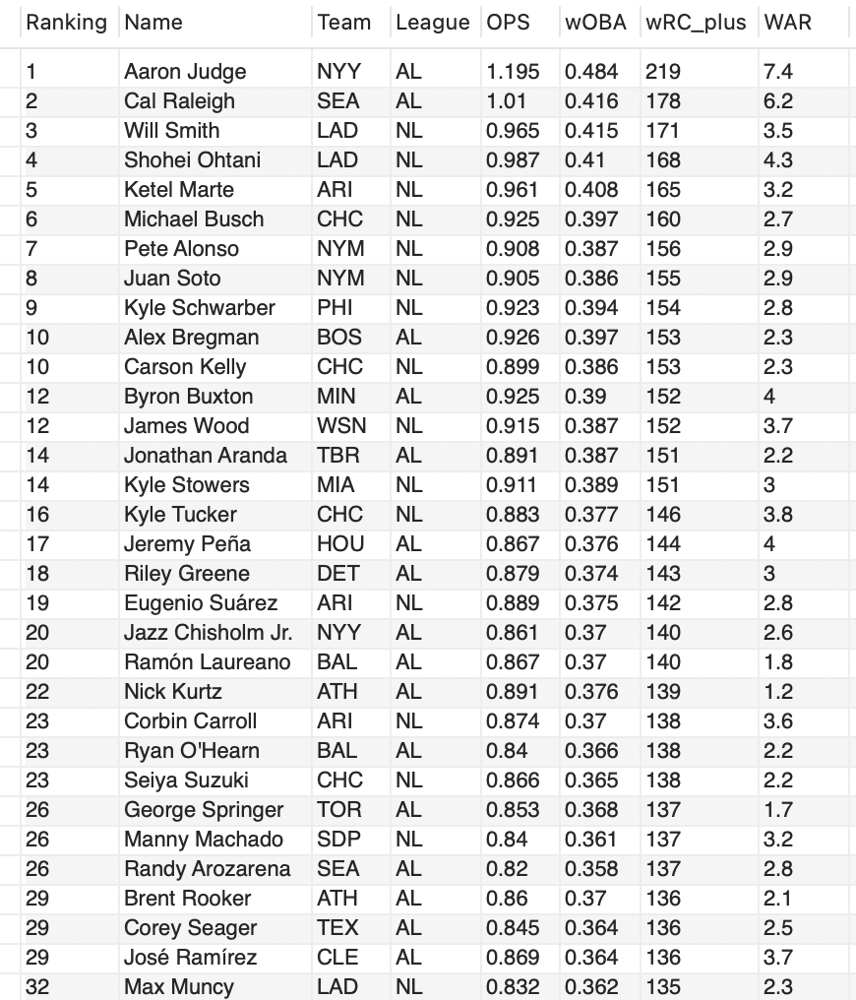 Ranking Name Team League OPS wOBA wRC_plus WAR
1 Aaron Judge NYY AL 1.195 0.484 219 7.4
2 Cal Raleigh SEA AL 1.01 0.416 178 6.2
3 Will Smith LAD NL 0.965 0.415 171 3.5
4 Shohei Ohtani LAD NL 0.987 0.41 168 4.3
5 Ketel Marte ARI NL 0.961 0.408 165 3.2
6 Michael Busch CHC NL 0.925 0.397 160 2.7
7 Pete Alonso NYM NL 0.908 0.387 156 2.9
8 Juan Soto NYM NL 0.905 0.386 155 2.9
9 Kyle Schwarber PHI NL 0.923 0.394 154 2.8
10 Alex Bregman BOS AL 0.926 0.397 153 2.3
10 Carson Kelly CHC NL 0.899 0.386 153 2.3
12 Byron Buxton MIN AL 0.925 0.39 152 4
12 James Wood WSN NL 0.915 0.387 152 3.7
14 Jonathan Aranda TBR AL 0.891 0.387 151 2.2
14 Kyle Stowers MIA NL 0.911 0.389 151 3
16 Kyle Tucker CHC NL 0.883 0.377 146 3.8
17 Jeremy Peña HOU AL 0.867 0.376 144 4
18 Riley Greene DET AL 0.879 0.374 143 3
19 Eugenio Suárez ARI NL 0.889 0.375 142 2.8
20 Jazz Chisholm Jr. NYY AL 0.861 0.37 140 2.6
20 Ramón Laureano BAL AL 0.867 0.37 140 1.8
22 Nick Kurtz ATH AL 0.891 0.376 139 1.2
23 Corbin Carroll ARI NL 0.874 0.37 138 3.6
23 Ryan O'Hearn BAL AL 0.84 0.366 138 2.2
23 Seiya Suzuki CHC NL 0.866 0.365 138 2.2
26 George Springer TOR AL 0.853 0.368 137 1.7
26 Manny Machado SDP NL 0.84 0.361 137 3.2
26 Randy Arozarena SEA AL 0.82 0.358 137 2.8
29 Brent Rooker ATH AL 0.86 0.37 136 2.1
29 Corey Seager TEX AL 0.845 0.364 136 2.5
29 José Ramírez CLE AL 0.869 0.364 136 3.7
32 Max Muncy LAD NL 0.832 0.362 135 2.3